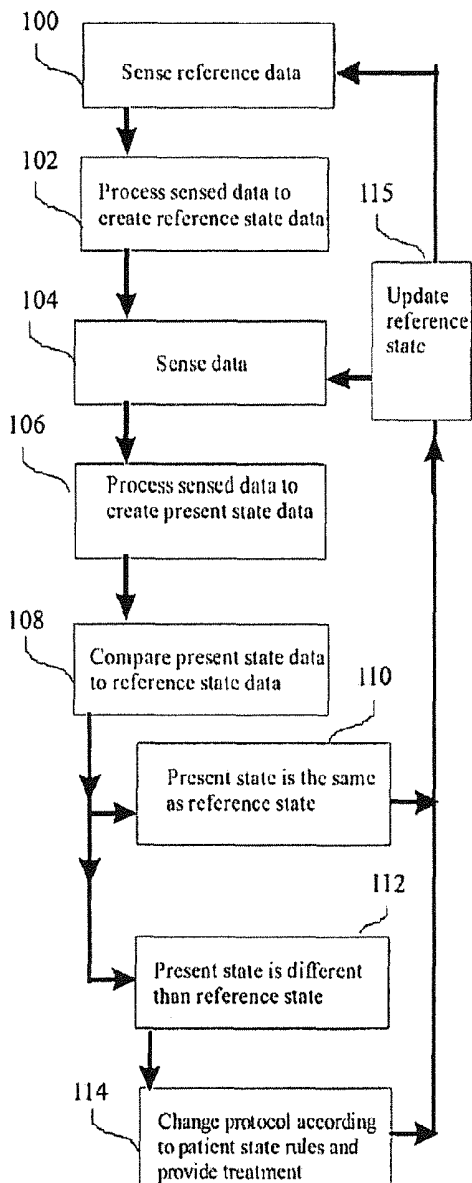 100
Sense reference data
102
Process sensed data to
create reference state data
115
Update
reference
state
104
Sense data
106
Process sensed data to
create present state data
108
Compare present state data
to reference state data
110
Present state is the same
as reference state
112
Present state is different
than reference state
114
Change protocol according
to patient state rules and
provide treatment